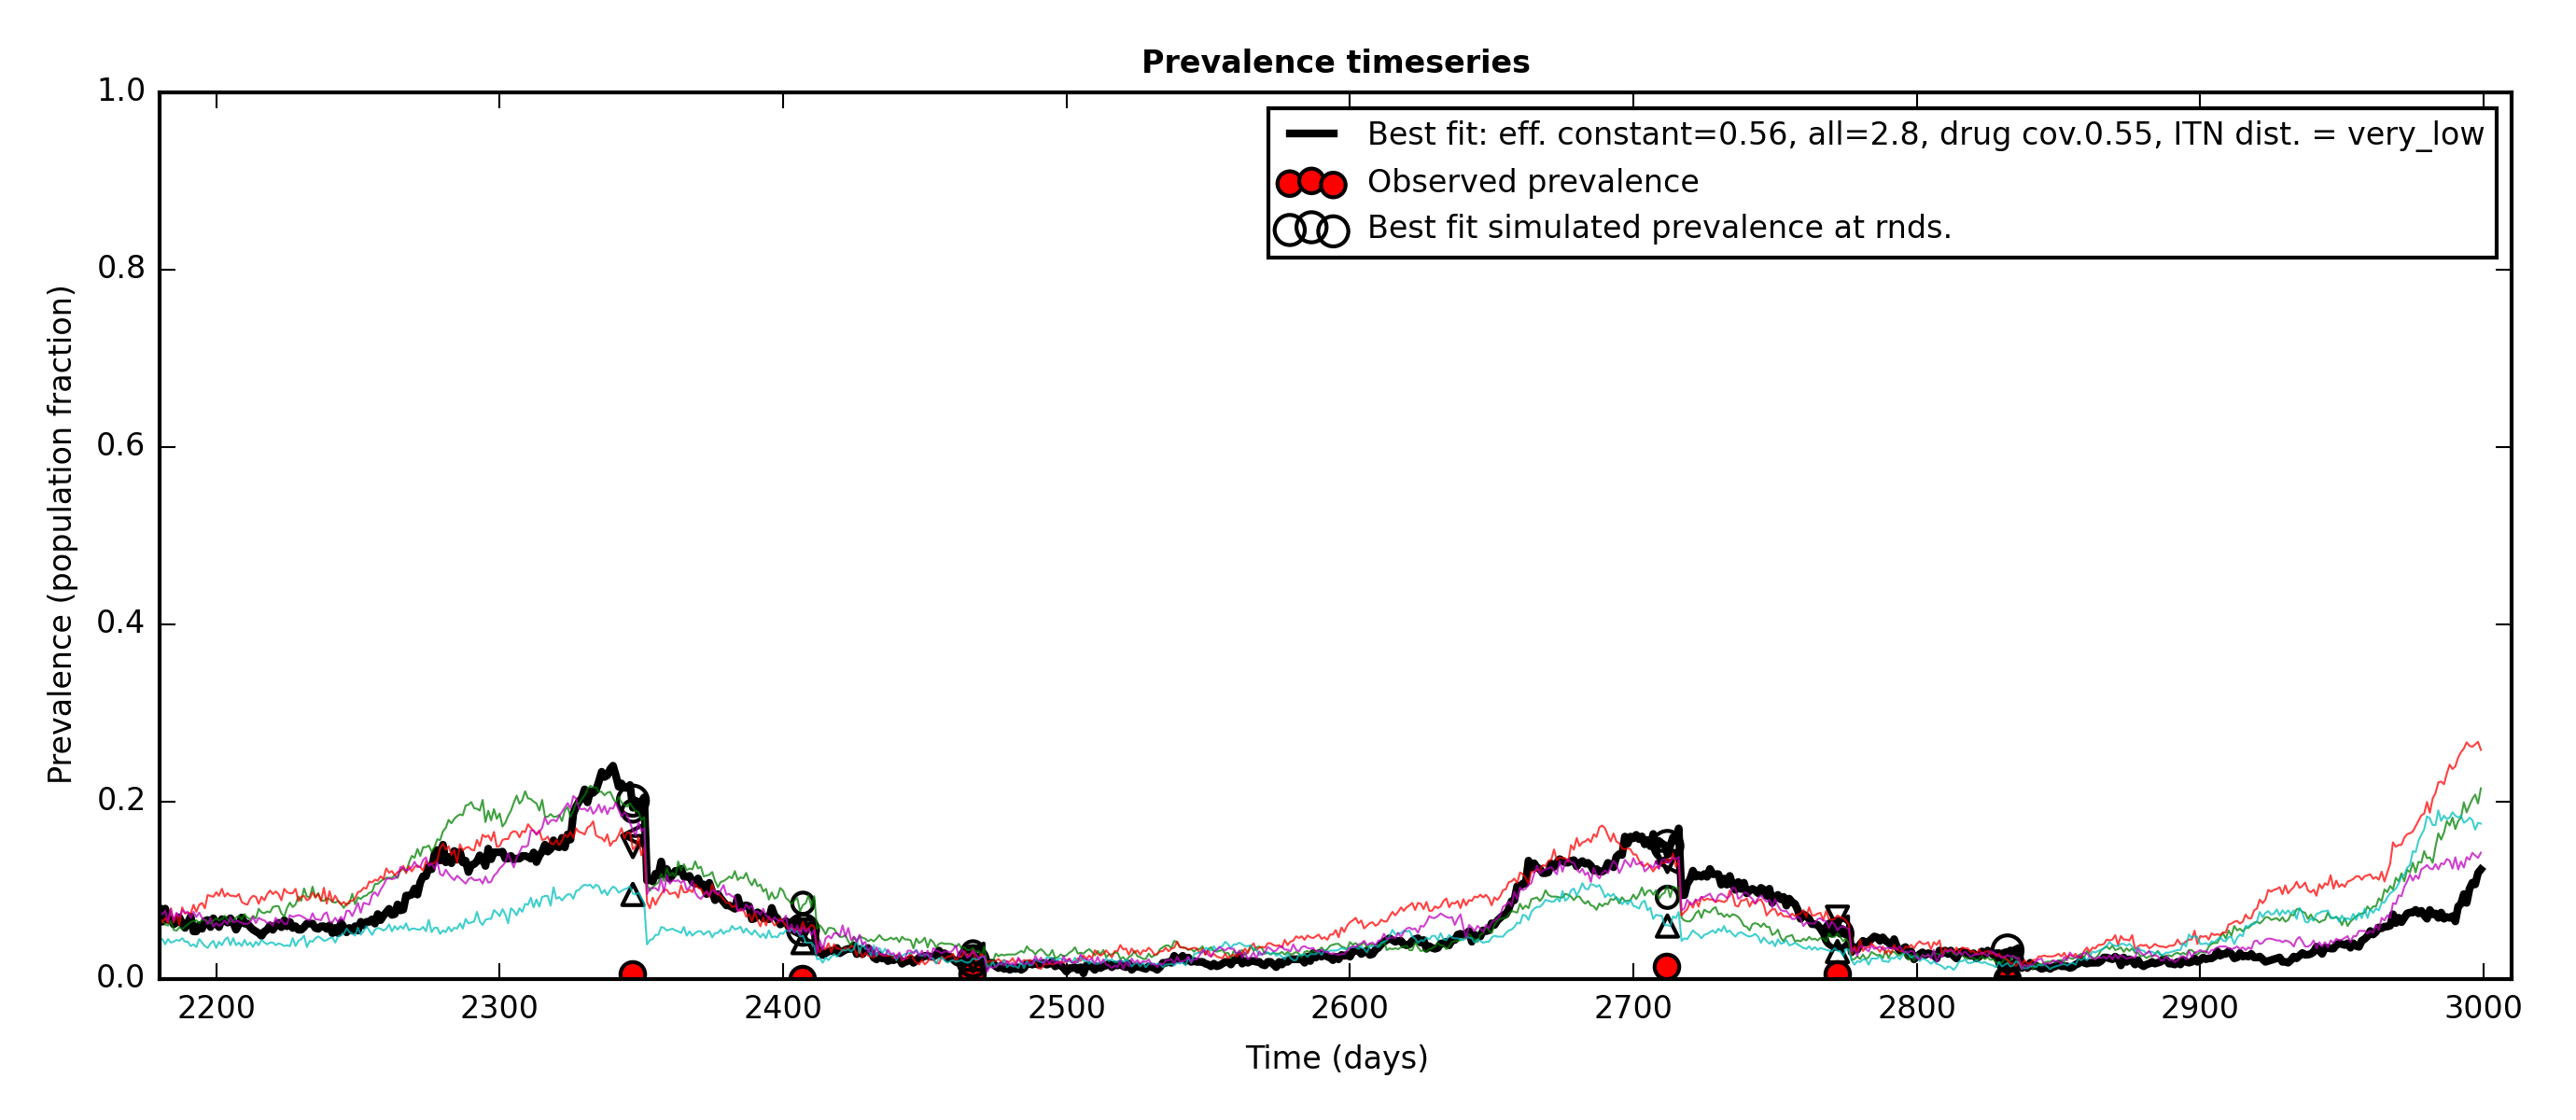 Prevalence timeseries
Best fit: eff. constant=0.56, all=2.8, drug cov.0.55, ITN dist. = very_low
Observed prevalence
Best fit simulated prevalence at rnds.
Prevalence (population fraction)
1.0
0.8
0.6
0.4
0.2
0.0
2200 2300 2400 2500 2600 2700 2800 2900 3000
Time (days)